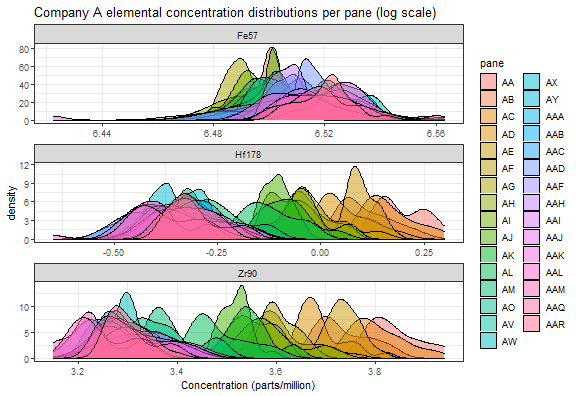 Company A elemental concentration distributions per pane (log scale)
Fe57
80
60
40
20
0
6.44
6.48
6.52
6.56
Hf178
12
9
6
3
0
-0.50
-0.25
0.00
0.25
Zr90
10
5
0
3.2
3.4
3.6
3.8
density
Concentration (parts/million)
pane
AA
AB
AC
AD
AE
AF
AG
AH
AI
AJ
AK
AL
AM
AO
AV
AW
AX
AY
AAA
AAB
AAC
AAD
AAF
AAH
AAI
AAJ
AAK
AAL
AAM
AAQ
AAR